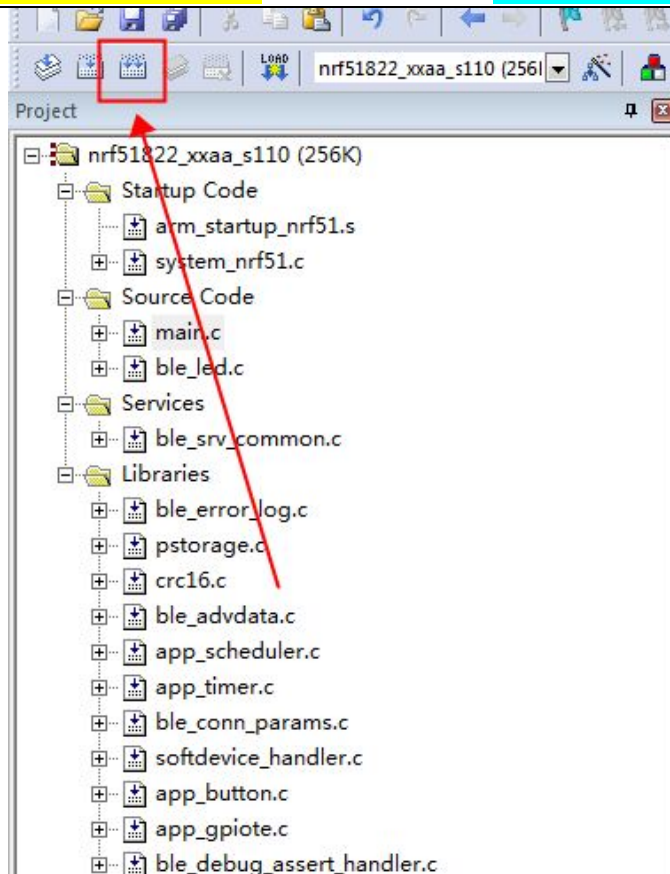 LOAD
nrf51822_xxaa_s110 (256I
Project
nrf51822_xxaa_s110 (256K)
Startup Code
arm_startup_nrf51.s
system_nrf51.c
Source Code
main.c
ble_led.c
Services
ble_srv_common.c
Libraries
ble_error_log.c
pstorage.c
crc16.c
ble_advdata.c
app_scheduler.c
app_timer.c
ble_conn_params.c
softdevice_handler.c
app_button.c
app_gpiote.c
ble_debug_assert_handler.c